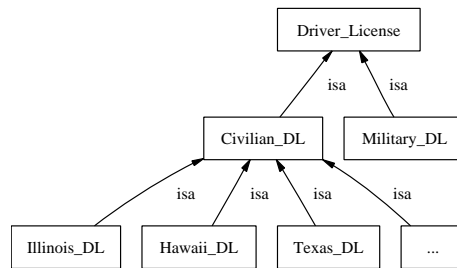 Driver_License
isa
isa
Civilian_DL
Military_DL
isa
isa
isa
isa
Illinois_DL
Hawaii_DL
Texas_DL
...